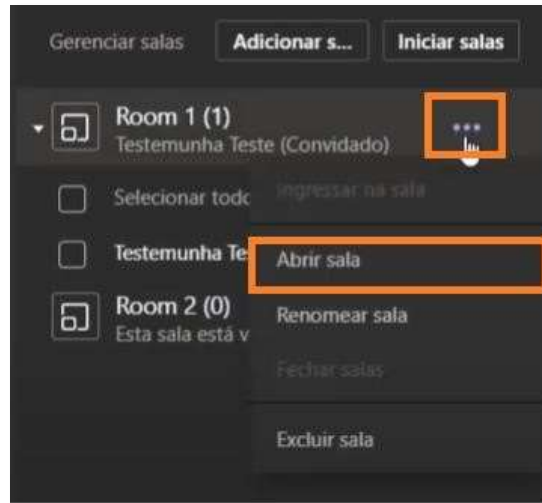 Gerenciar salas Adicionar s... Iniciar salas
Room 1 (1)
Testemunha Teste (Convidado)
Selecionar todo
Ingressar na sala
Testemunha Te
Abrir sala
Room 2 (0)
Esta sala está v
Renomear sala
Fechar salas
Excluir sala